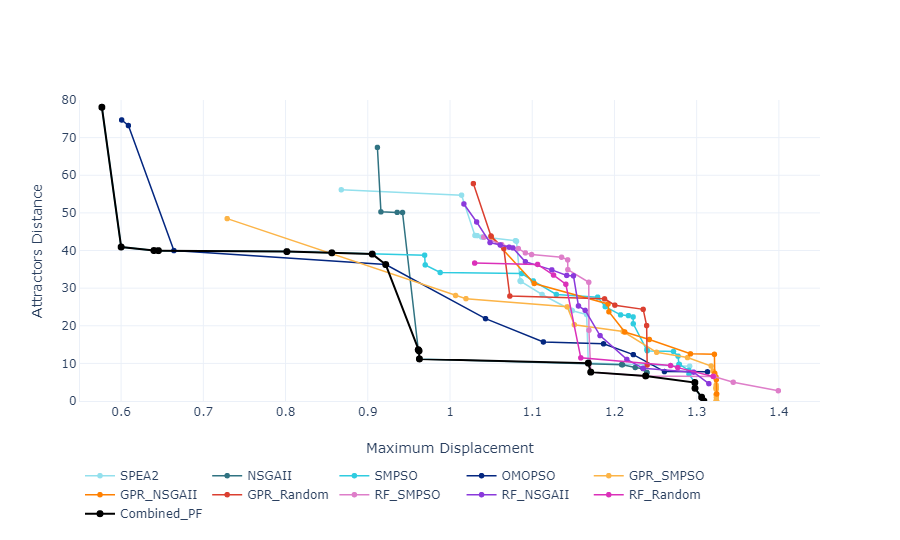 80
70
60
50
40
30
20
10
0
Attractors Distance
0.6 0.7 0.8 0.9 1 1.1 1.2 1.3 1.4
Maximum Displacement
SPEA2 NSGAII SMPSO OMOPSO GPR_SMPSO
GPR_NSGAII GPR_Random RF_SMPSO RF_NSGAII RF_Random
Combined_PF